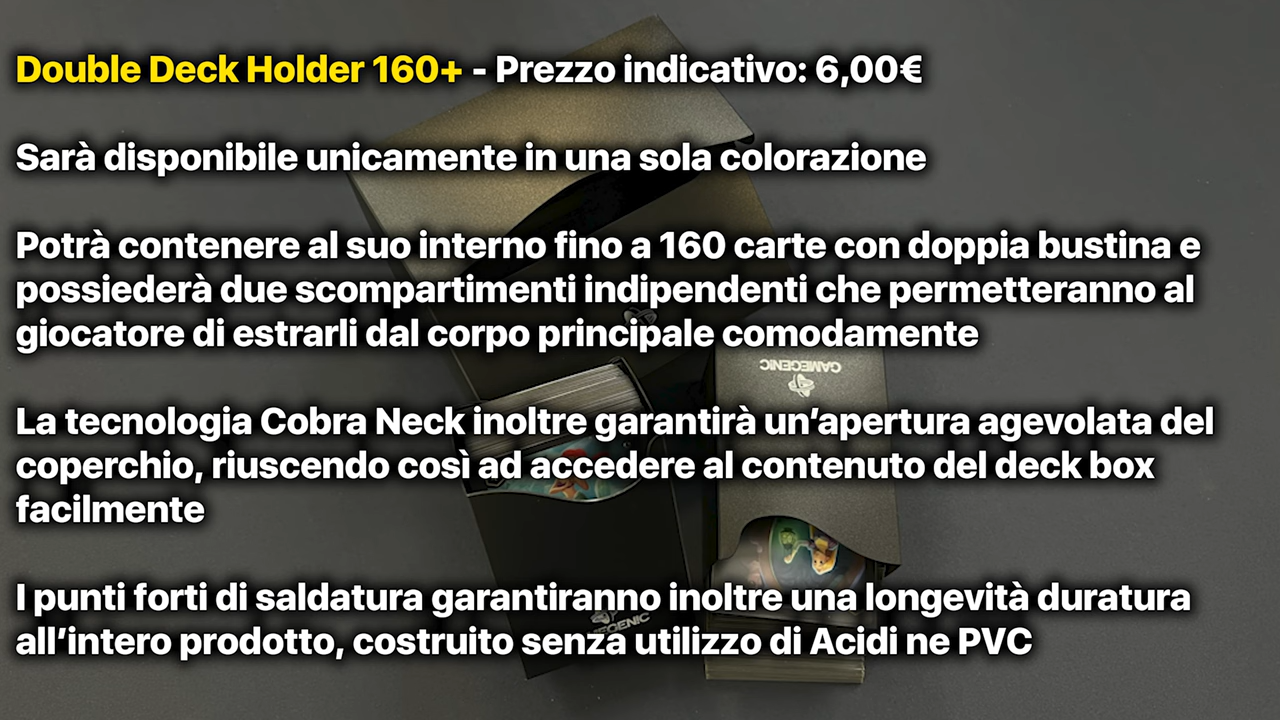 Double Deck Holder 160+ - Prezzo indicativo: 6,00€
Sarà disponibile unicamente in una sola colorazione
Potrà contenere al suo interno fino a 160 carte con doppia bustina e
possiederà due scompartimenti indipendenti che permetteranno al
giocatore di estrarli dal corpo principale comodamente
La tecnologia Cobra Neck inoltre garantirà un’apertura agevolata del
coperchio, riuscendo così ad accedere al contenuto del deck box
facilmente
I punti forti di saldatura garantiranno inoltre una longevità duratura
all’intero prodotto, costruito senza utilizzo di Acidi ne PVC
GAMEGENIC